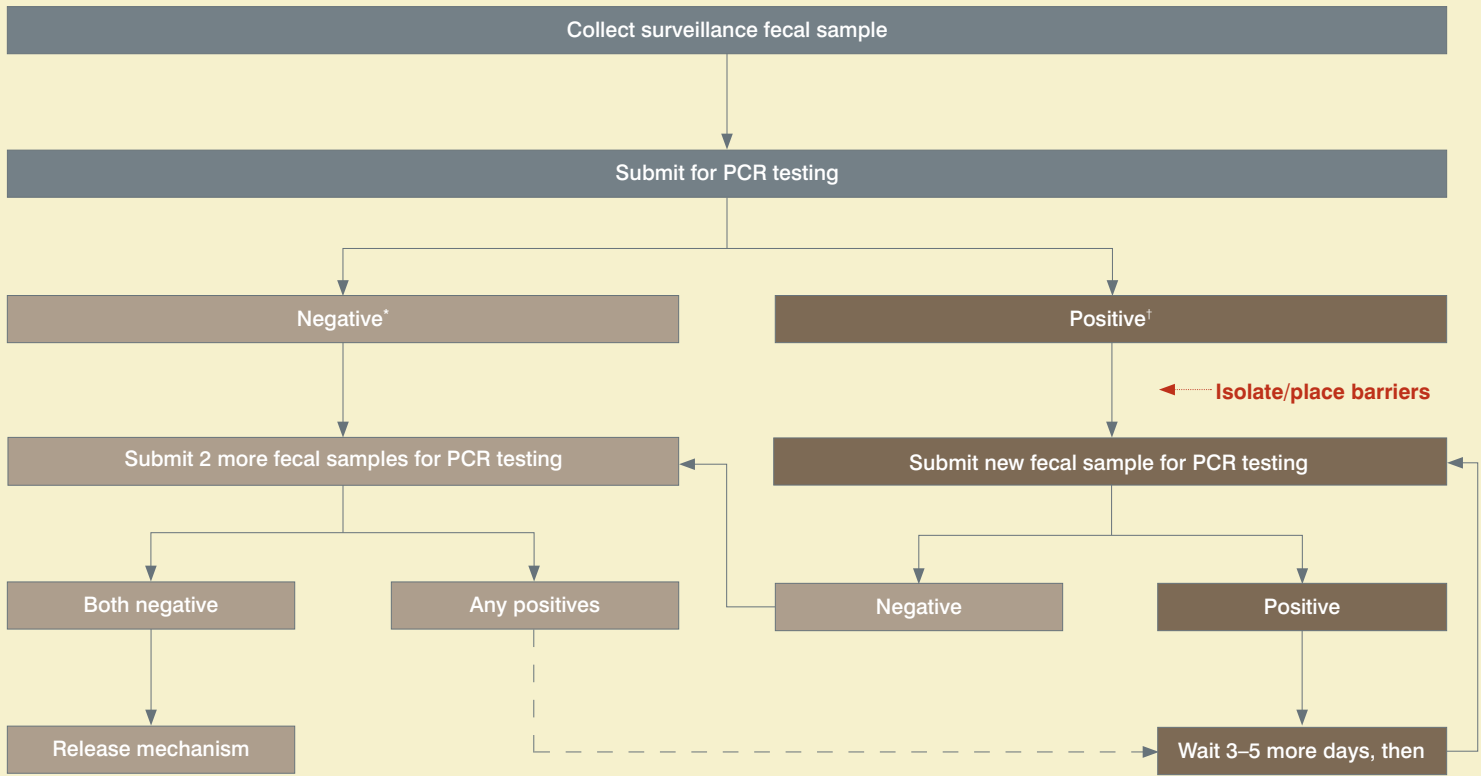 Collect surveillance fecal sample
Submit for PCR testing
Negative*
Positive†
Isolate/place barriers
Submit 2 more fecal samples for PCR testing
Submit new fecal sample for PCR testing
Both negative
Any positives
Negative
Positive
Release mechanism
Wait 3–5 more days, then